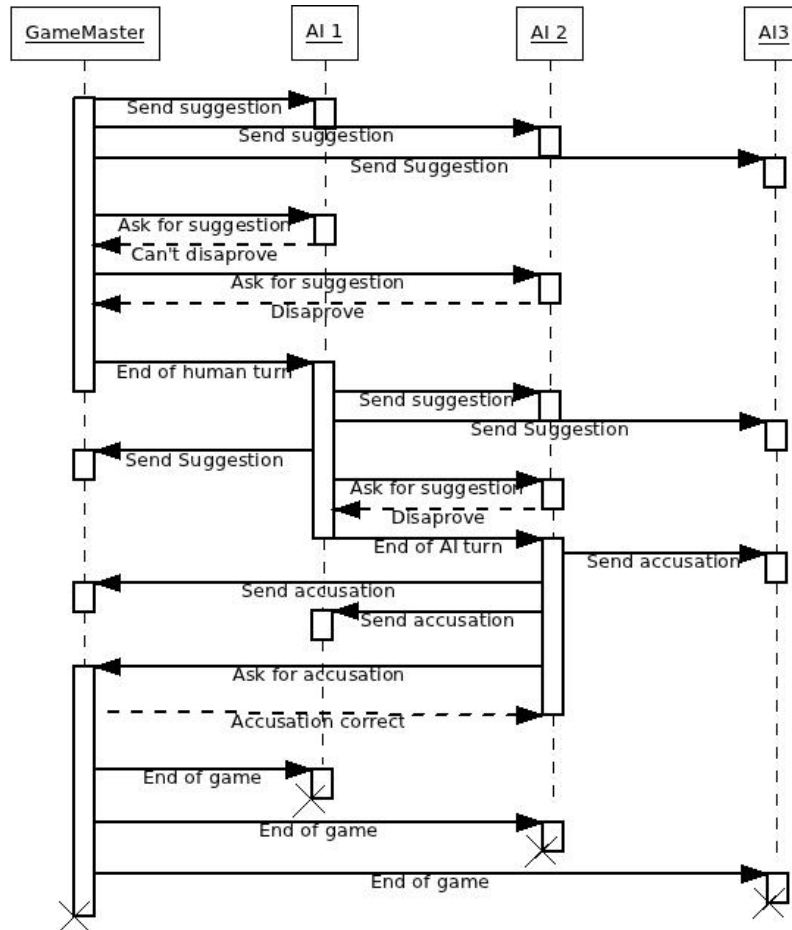 GameMaster
AI 1
AI 2
AI3
Send suggestion
Send suggestion
Send Suggestion
Ask for suggestion
Can't disaprove
Ask for suggestion
Disaprove
End of human turn
Send suggestion
Send Suggestion
Send Suggestion
Ask for suggestion
Disaprove
End of AI turn
Send accusation
Send accusation
Send accusation
Ask for accusation
Accusation correct
End of game
End of game
End of game